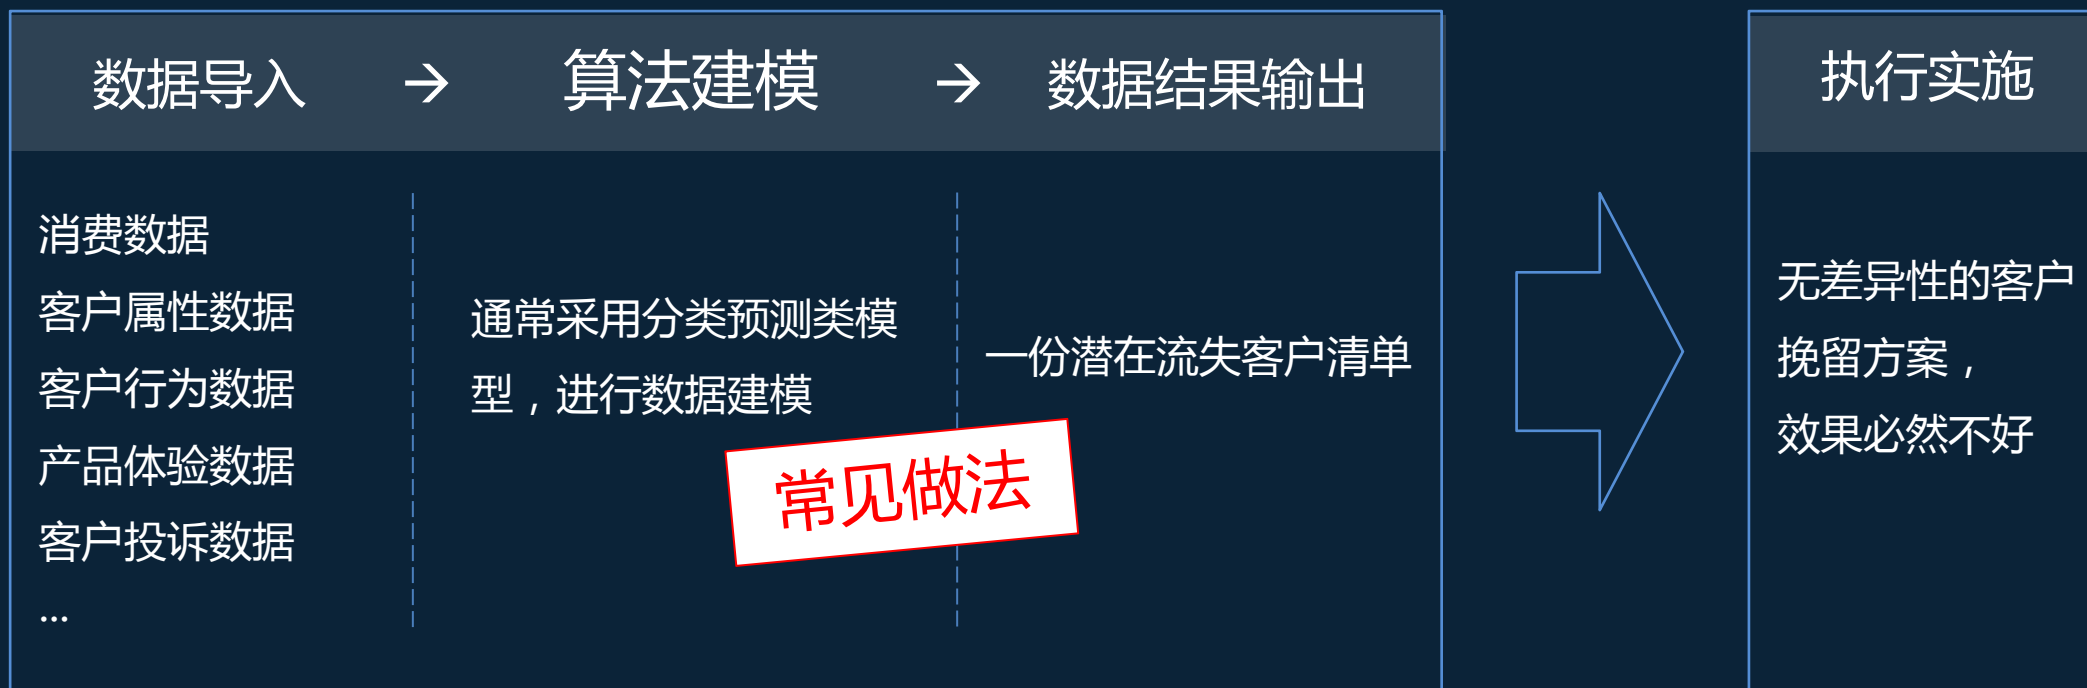 数据导入 → 算法建模 → 数据结果输出
执行实施
消费数据
客户属性数据
客户行为数据
产品体验数据
客户投诉数据
...
通常采用分类预测类模
型，进行数据建模
一份潜在流失客户清单
常见做法
无差异性的客户
挽留方案，
效果必然不好